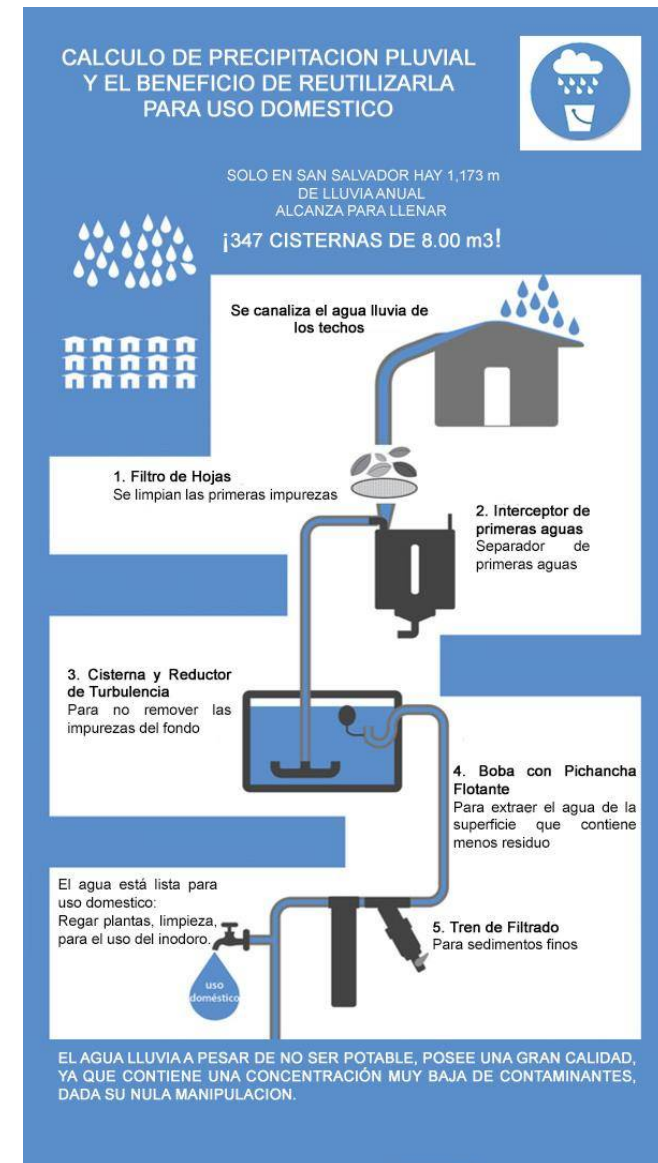 CALCULO DE PRECIPITACION PLUVIAL
Y EL BENEFICIO DE REUTILIZARLA
PARA USO DOMESTICO
SOLO EN SAN SALVADOR HAY 1,173 m
DE LLUVIA ANUAL
ALCANZA PARA LLENAR
¡347 CISTERNAS DE 8.00 m3!
Se canaliza el agua lluvia de
los techos
1. Filtro de Hojas
Se limpian las primeras impurezas
2. Interceptor de
primeras aguas
Separador de
primeras aguas
3. Cisterna y Reductor
de Turbulencia
Para no remover las
impurezas del fondo
4. Boba con Pichancha
Flotante
Para extraer el agua de la
superficie que contiene
menos residuo
El agua está lista para
uso domestico:
Regar plantas, limpieza,
para el uso del inodoro.
uso
doméstico
5. Tren de Filtrado
Para sedimentos finos
EL AGUA LLUVIA A PESAR DE NO SER POTABLE, POSEE UNA GRAN CALIDAD,
YA QUE CONTIENE UNA CONCENTRACIÓN MUY BAJA DE CONTAMINANTES,
DADA SU NULA MANIPULACION.